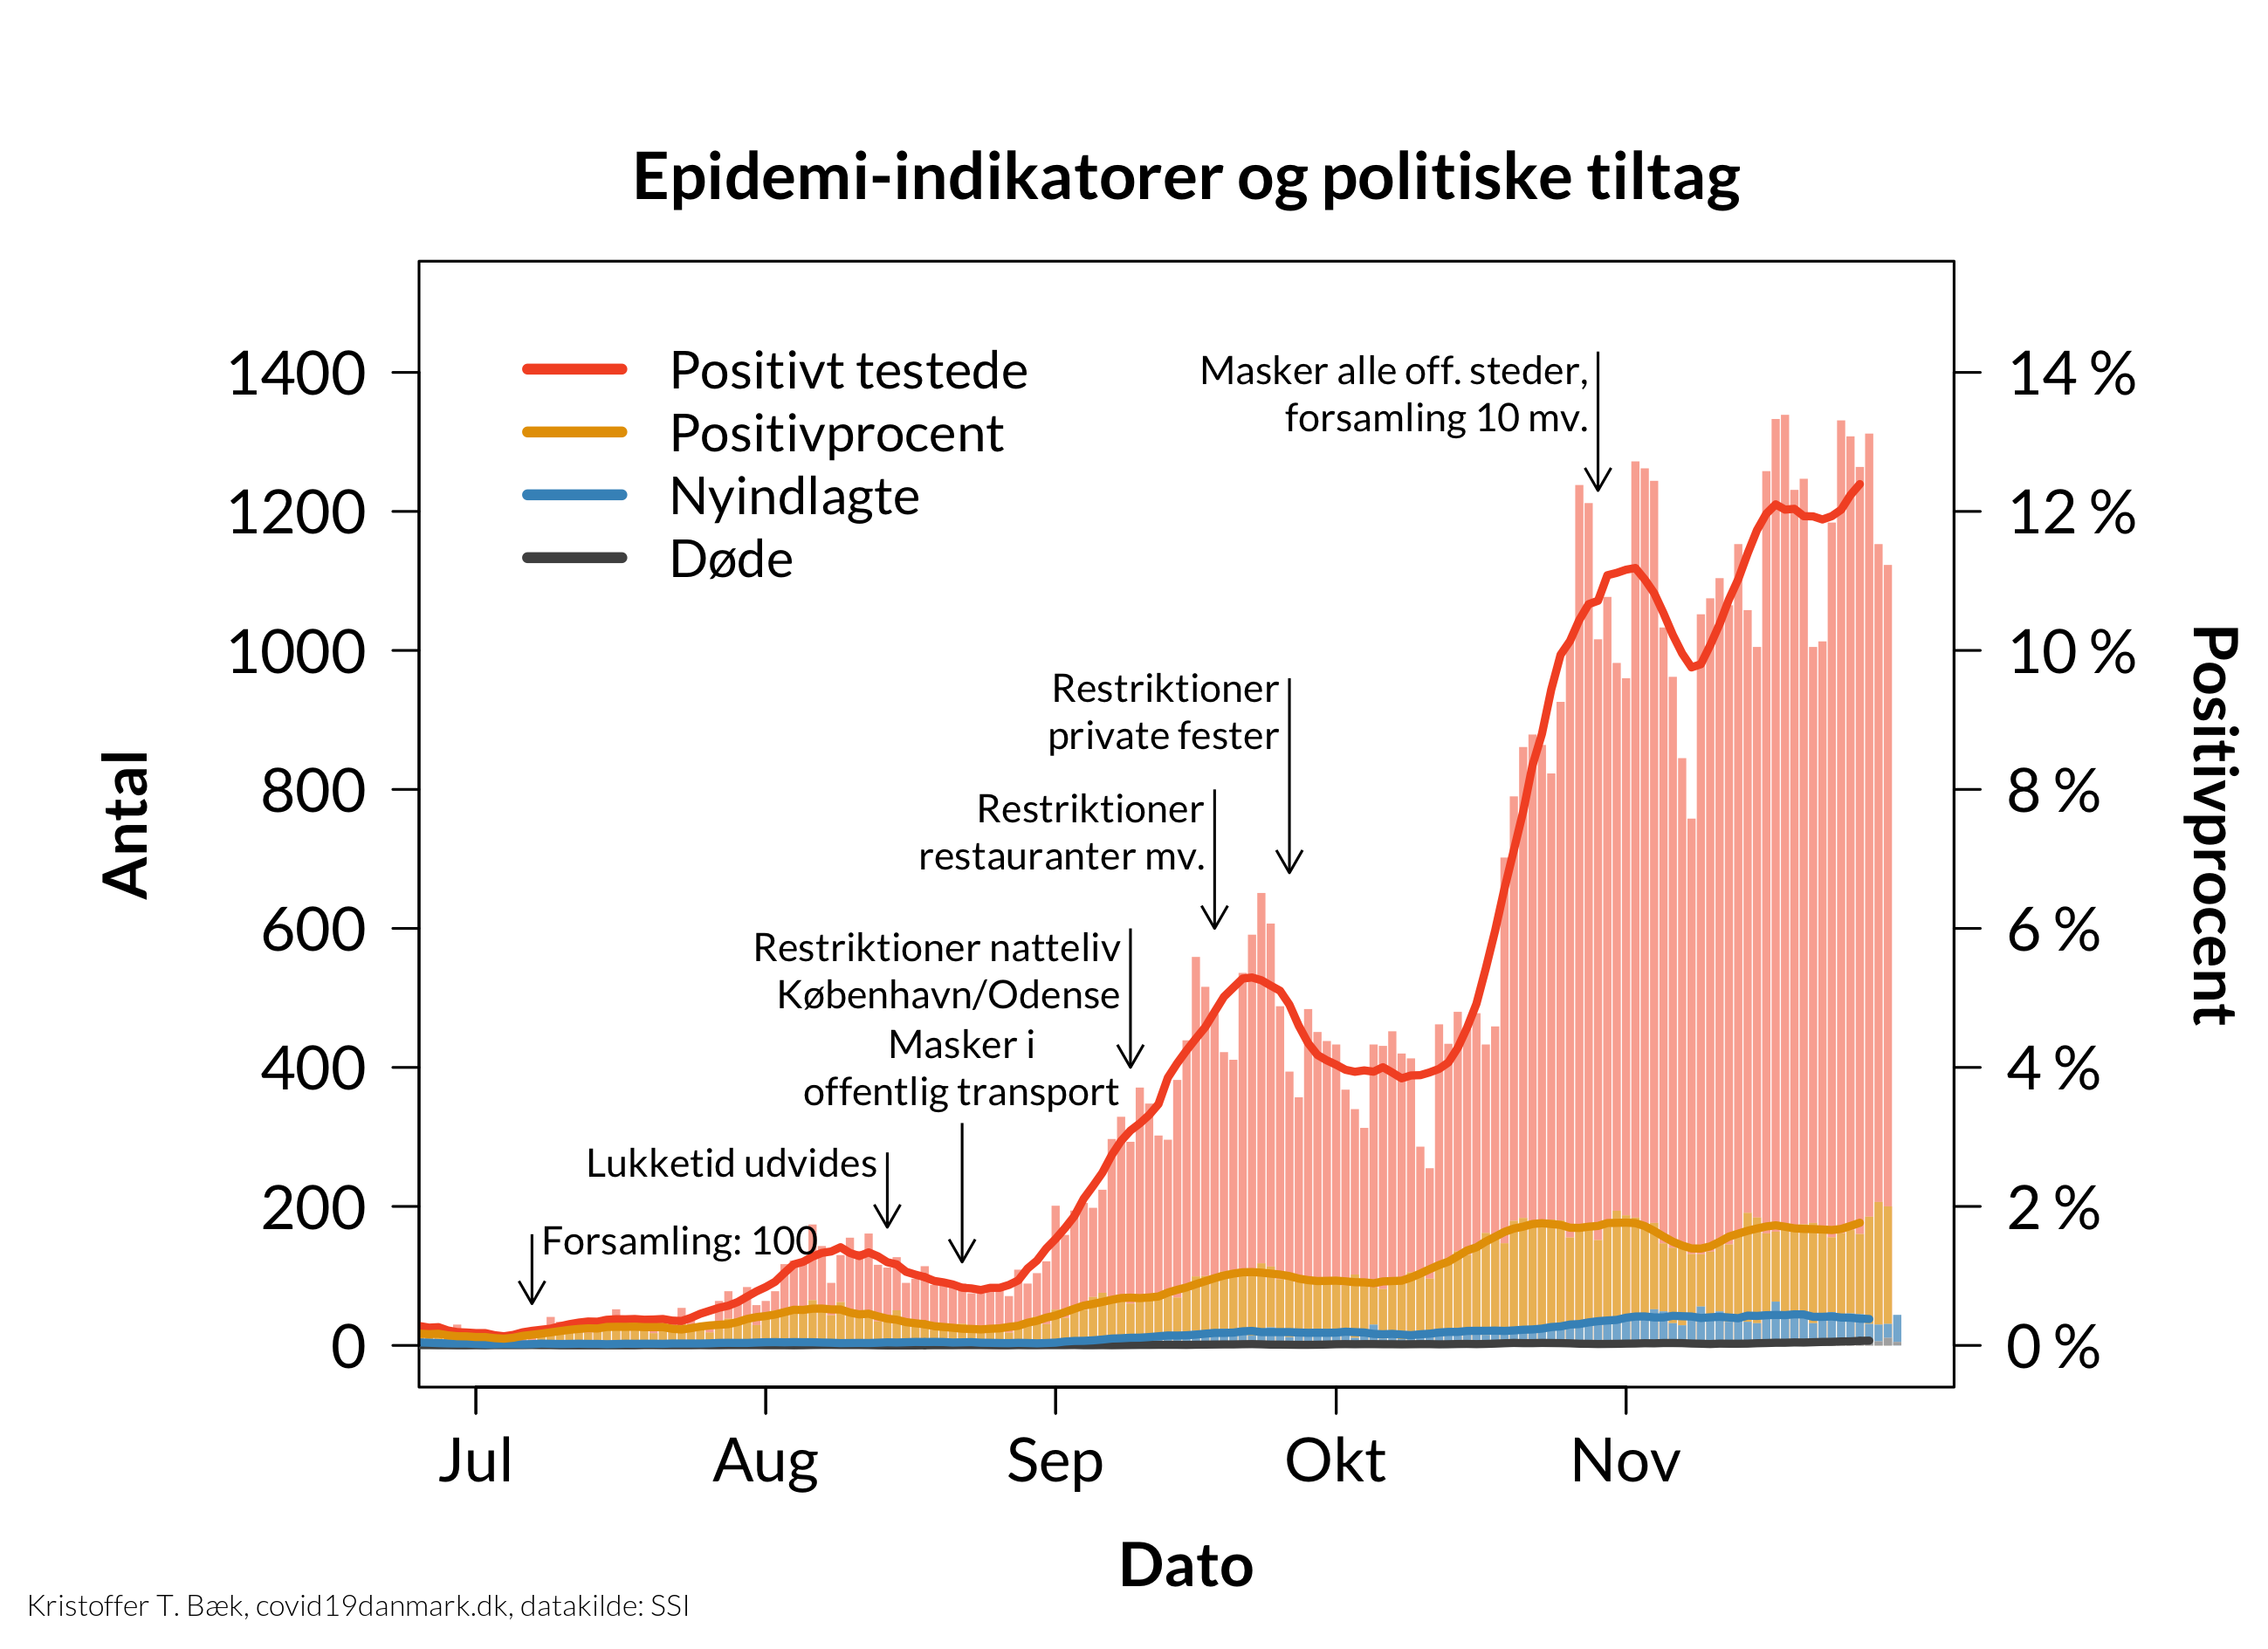 Epidemi-indikatorer og politiske tiltag
Positivt testede
Positivprocent
Nyindlagte
Døde
Masker alle off. steder,
forsamling 10 mv.
Restriktioner
private fester
Restriktioner
restauranter mv.
Restriktioner natteliv
København/Odense
Masker i
offentlig transport
Lukketid udvides
Forsamling: 100
Antal
1400
1200
1000
800
600
400
200
0
14 %
12 %
10 %
8 %
6 %
4 %
2 %
0 %
Positivprocent
Jul
Aug
Sep
Okt
Nov
Dato
Kristoffer T. Bæk, covid19danmark.dk, datakilde: SSI